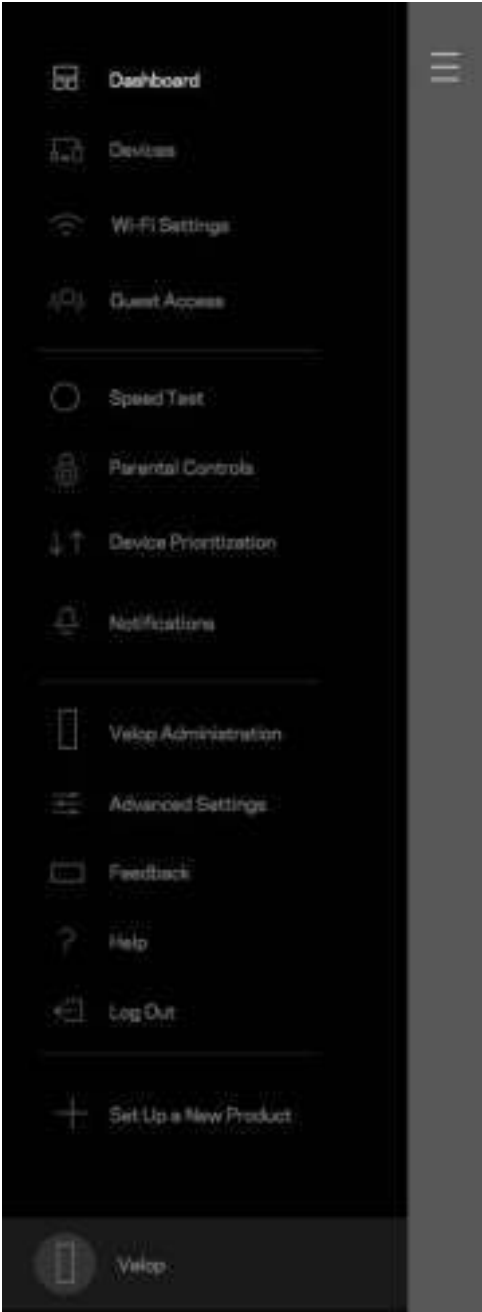 Dashboard
Devices
Wi-Fi Settings
Guest Access
Speed Test
Parental Controls
Device Prioritization
Notifications
Velop Administration
Advanced Settings
Feedback
Help
Log Out
Set Up a New Product
Velop